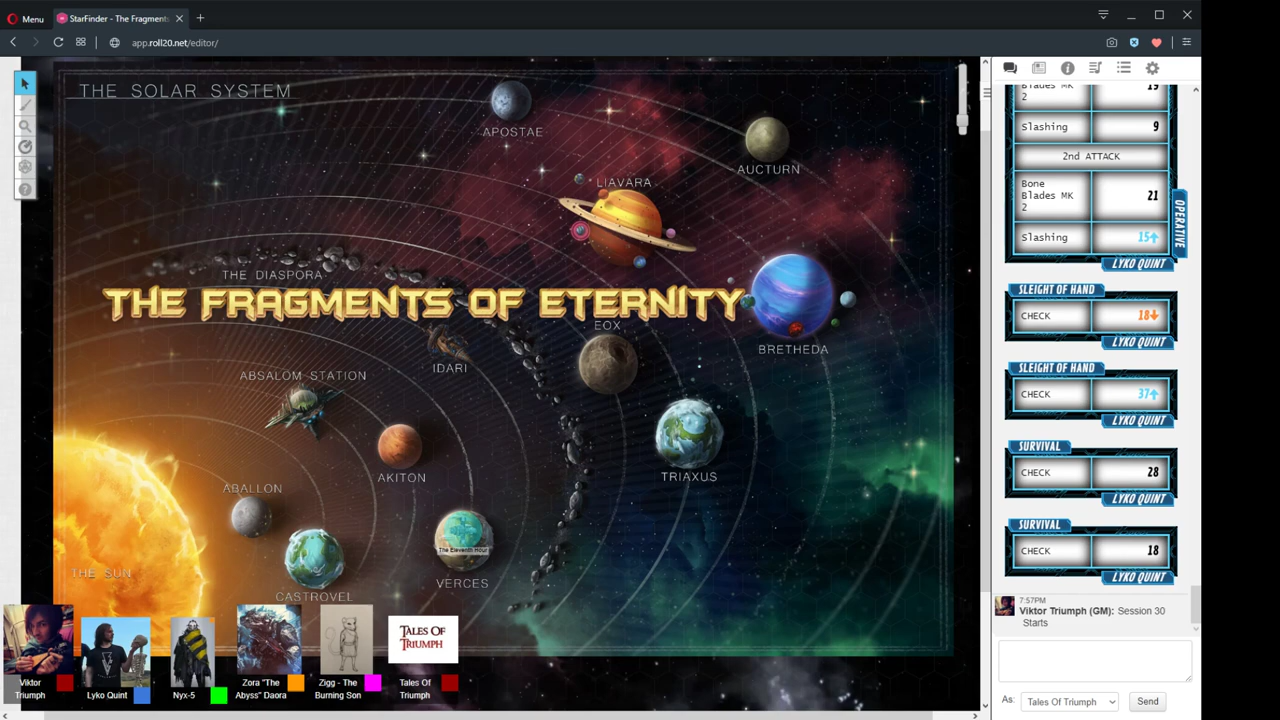 Menu
StarFinder - The Fragments
app.roll20.net/editor/
THE SOLAR SYSTEM
APOSTAE
AUCTURN
LIAVARA
THE DIASPORA
THE FRAGMENTS OF ETERNITY
EOX
BRETHEDA
IDARI
ABSALOM STATION
AKITON
TRIAXUS
ABALLON
The Eleventh Hour
VERCES
THE SUN
CASTROVEL
TALES OF
TRIUMPH
Viktor
Triumph
Lyko Quint
Nyx-5
Zora "The
Abyss" Daora
Zigg - The
Burning Son
Tales Of
Triumph
Blades MK
2
19
Slashing
9
2nd ATTACK
Bone
Blades MK
2
21
Slashing
15↑
OPERATIVE
LYKO QUINT
SLEIGHT OF HAND
CHECK
18↓
LYKO QUINT
SLEIGHT OF HAND
CHECK
37↑
LYKO QUINT
SURVIVAL
CHECK
28
LYKO QUINT
SURVIVAL
CHECK
18
LYKO QUINT
7:57PM
Viktor Triumph (GM): Session 30
Starts
As:
Tales Of Triumph
Send